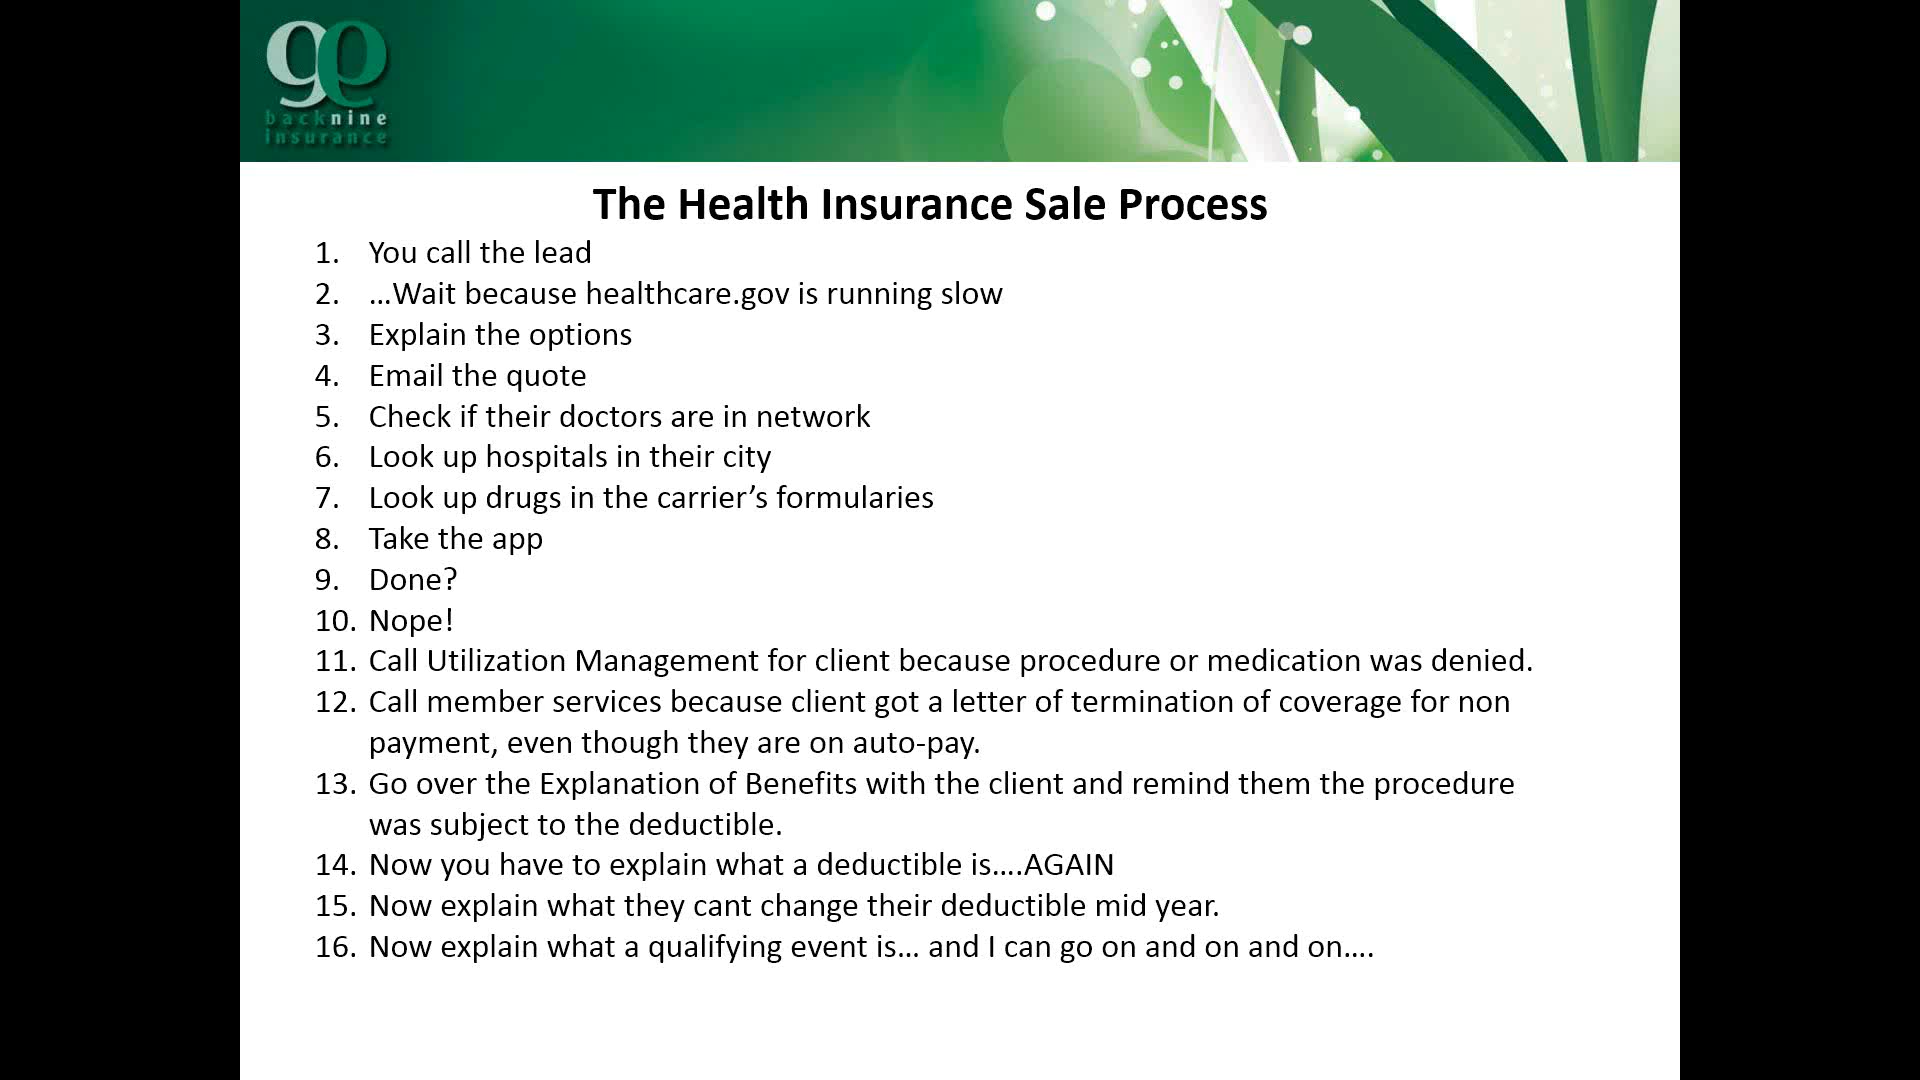 backnine
insurance
The Health Insurance Sale Process
1. You call the lead
2. …Wait because healthcare.gov is running slow
3. Explain the options
4. Email the quote
5. Check if their doctors are in network
6. Look up hospitals in their city
7. Look up drugs in the carrier’s formularies
8. Take the app
9. Done?
10. Nope!
11. Call Utilization Management for client because procedure or medication was denied.
12. Call member services because client got a letter of termination of coverage for non
payment, even though they are on auto-pay.
13. Go over the Explanation of Benefits with the client and remind them the procedure
was subject to the deductible.
14. Now you have to explain what a deductible is….AGAIN
15. Now explain what they cant change their deductible mid year.
16. Now explain what a qualifying event is… and I can go on and on and on….